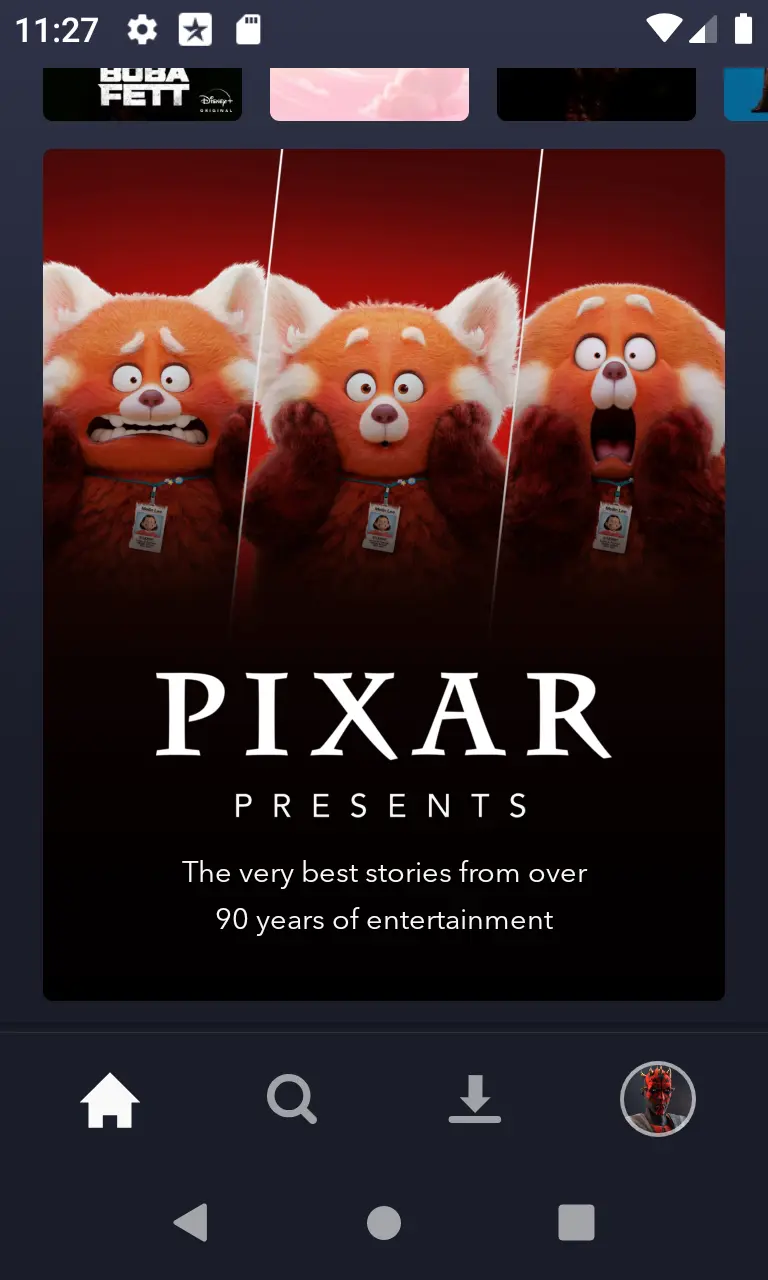 11:27
BOBA
FETT
Disney+
ORIGINAL
PIXAR
PRESENTS
The very best stories from over
90 years of entertainment